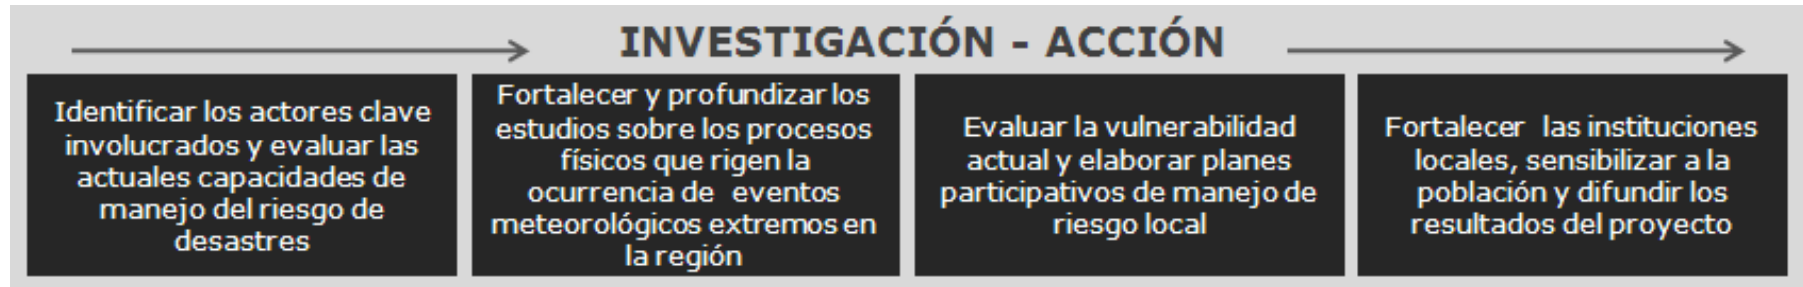 INVESTIGACIÓN - ACCIÓN
Identificar los actores clave
involucrados y evaluar las
actuales capacidades de
manejo del riesgo de
desastres
Fortalecer y profundizar los
estudios sobre los procesos
físicos que rigen la
ocurrencia de eventos
meteorológicos extremos en
la región
Evaluar la vulnerabilidad
actual y elaborar planes
participativos de manejo de
riesgo local
Fortalecer las instituciones
locales, sensibilizar a la
población y difundir los
resultados del proyecto